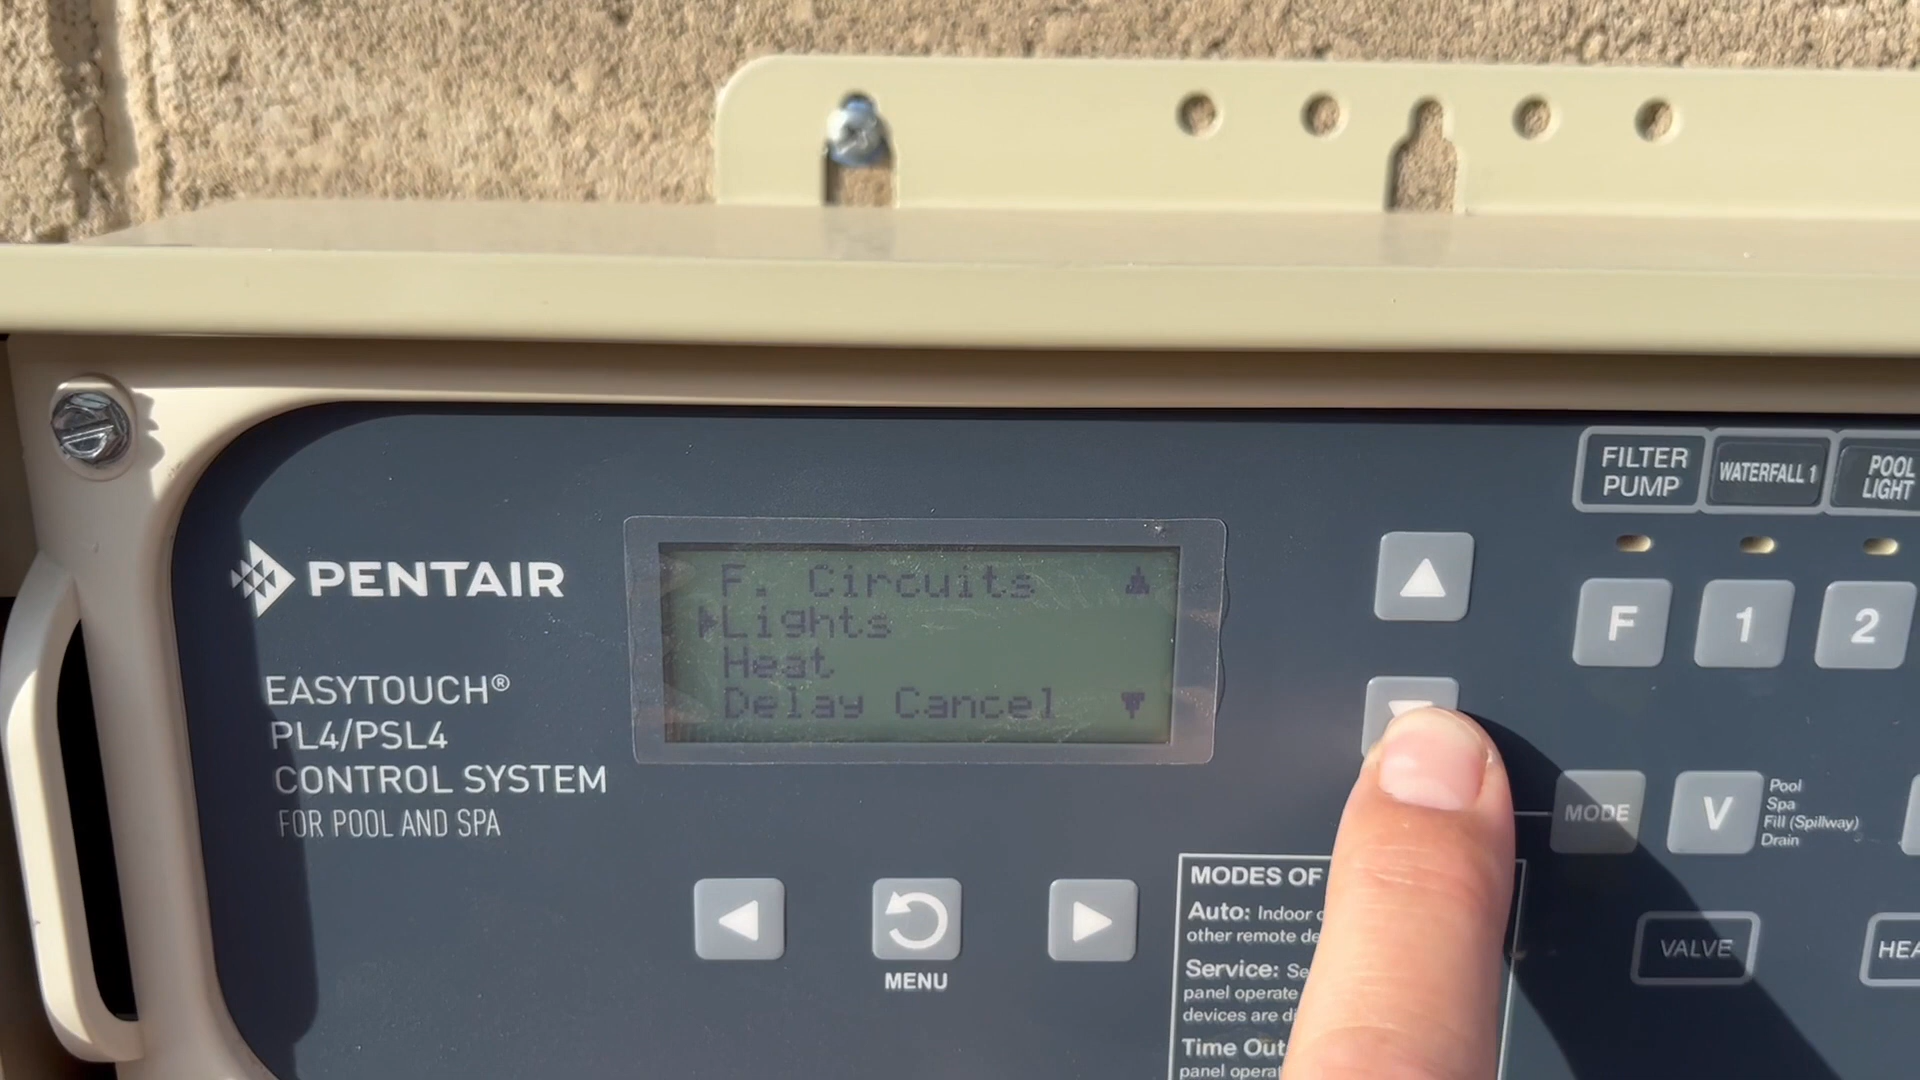 FILTER
PUMP
WATERFALL 1
POOL
LIGHT
PENTAIR
F. Circuits
Lights
Heat
Delay Cancel
F
1
2
EASYTOUCH®
PL4/PSL4
CONTROL SYSTEM
FOR POOL AND SPA
MODE
V
Pool
Spa
Fill (Spillway)
Drain
MENU
VALVE
MODES OF
Auto: Indoor
other remote
Service:
panel operate
devices are
Time Out
panel